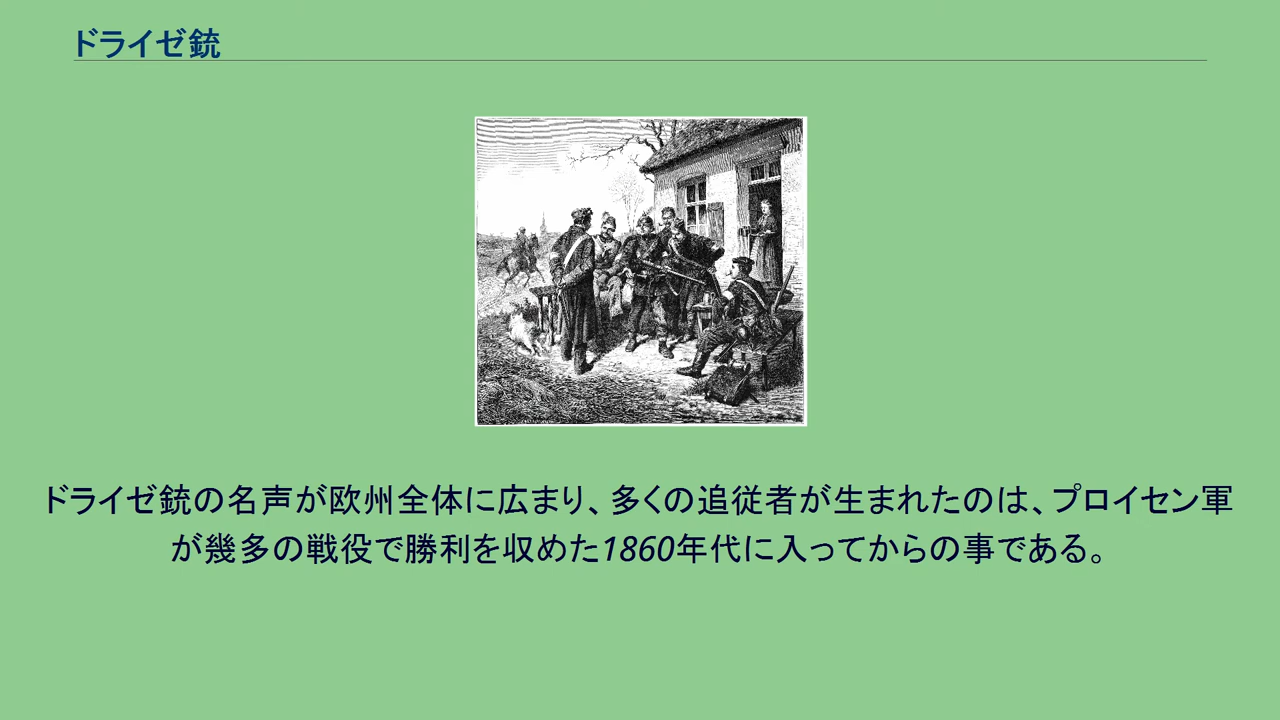 ドライゼ銃
ドライゼ銃の名声が欧州全体に広まり、多くの追従者が生まれたのは、プロイセン軍
が幾多の戦役で勝利を収めた1860年代に入ってからの事である。